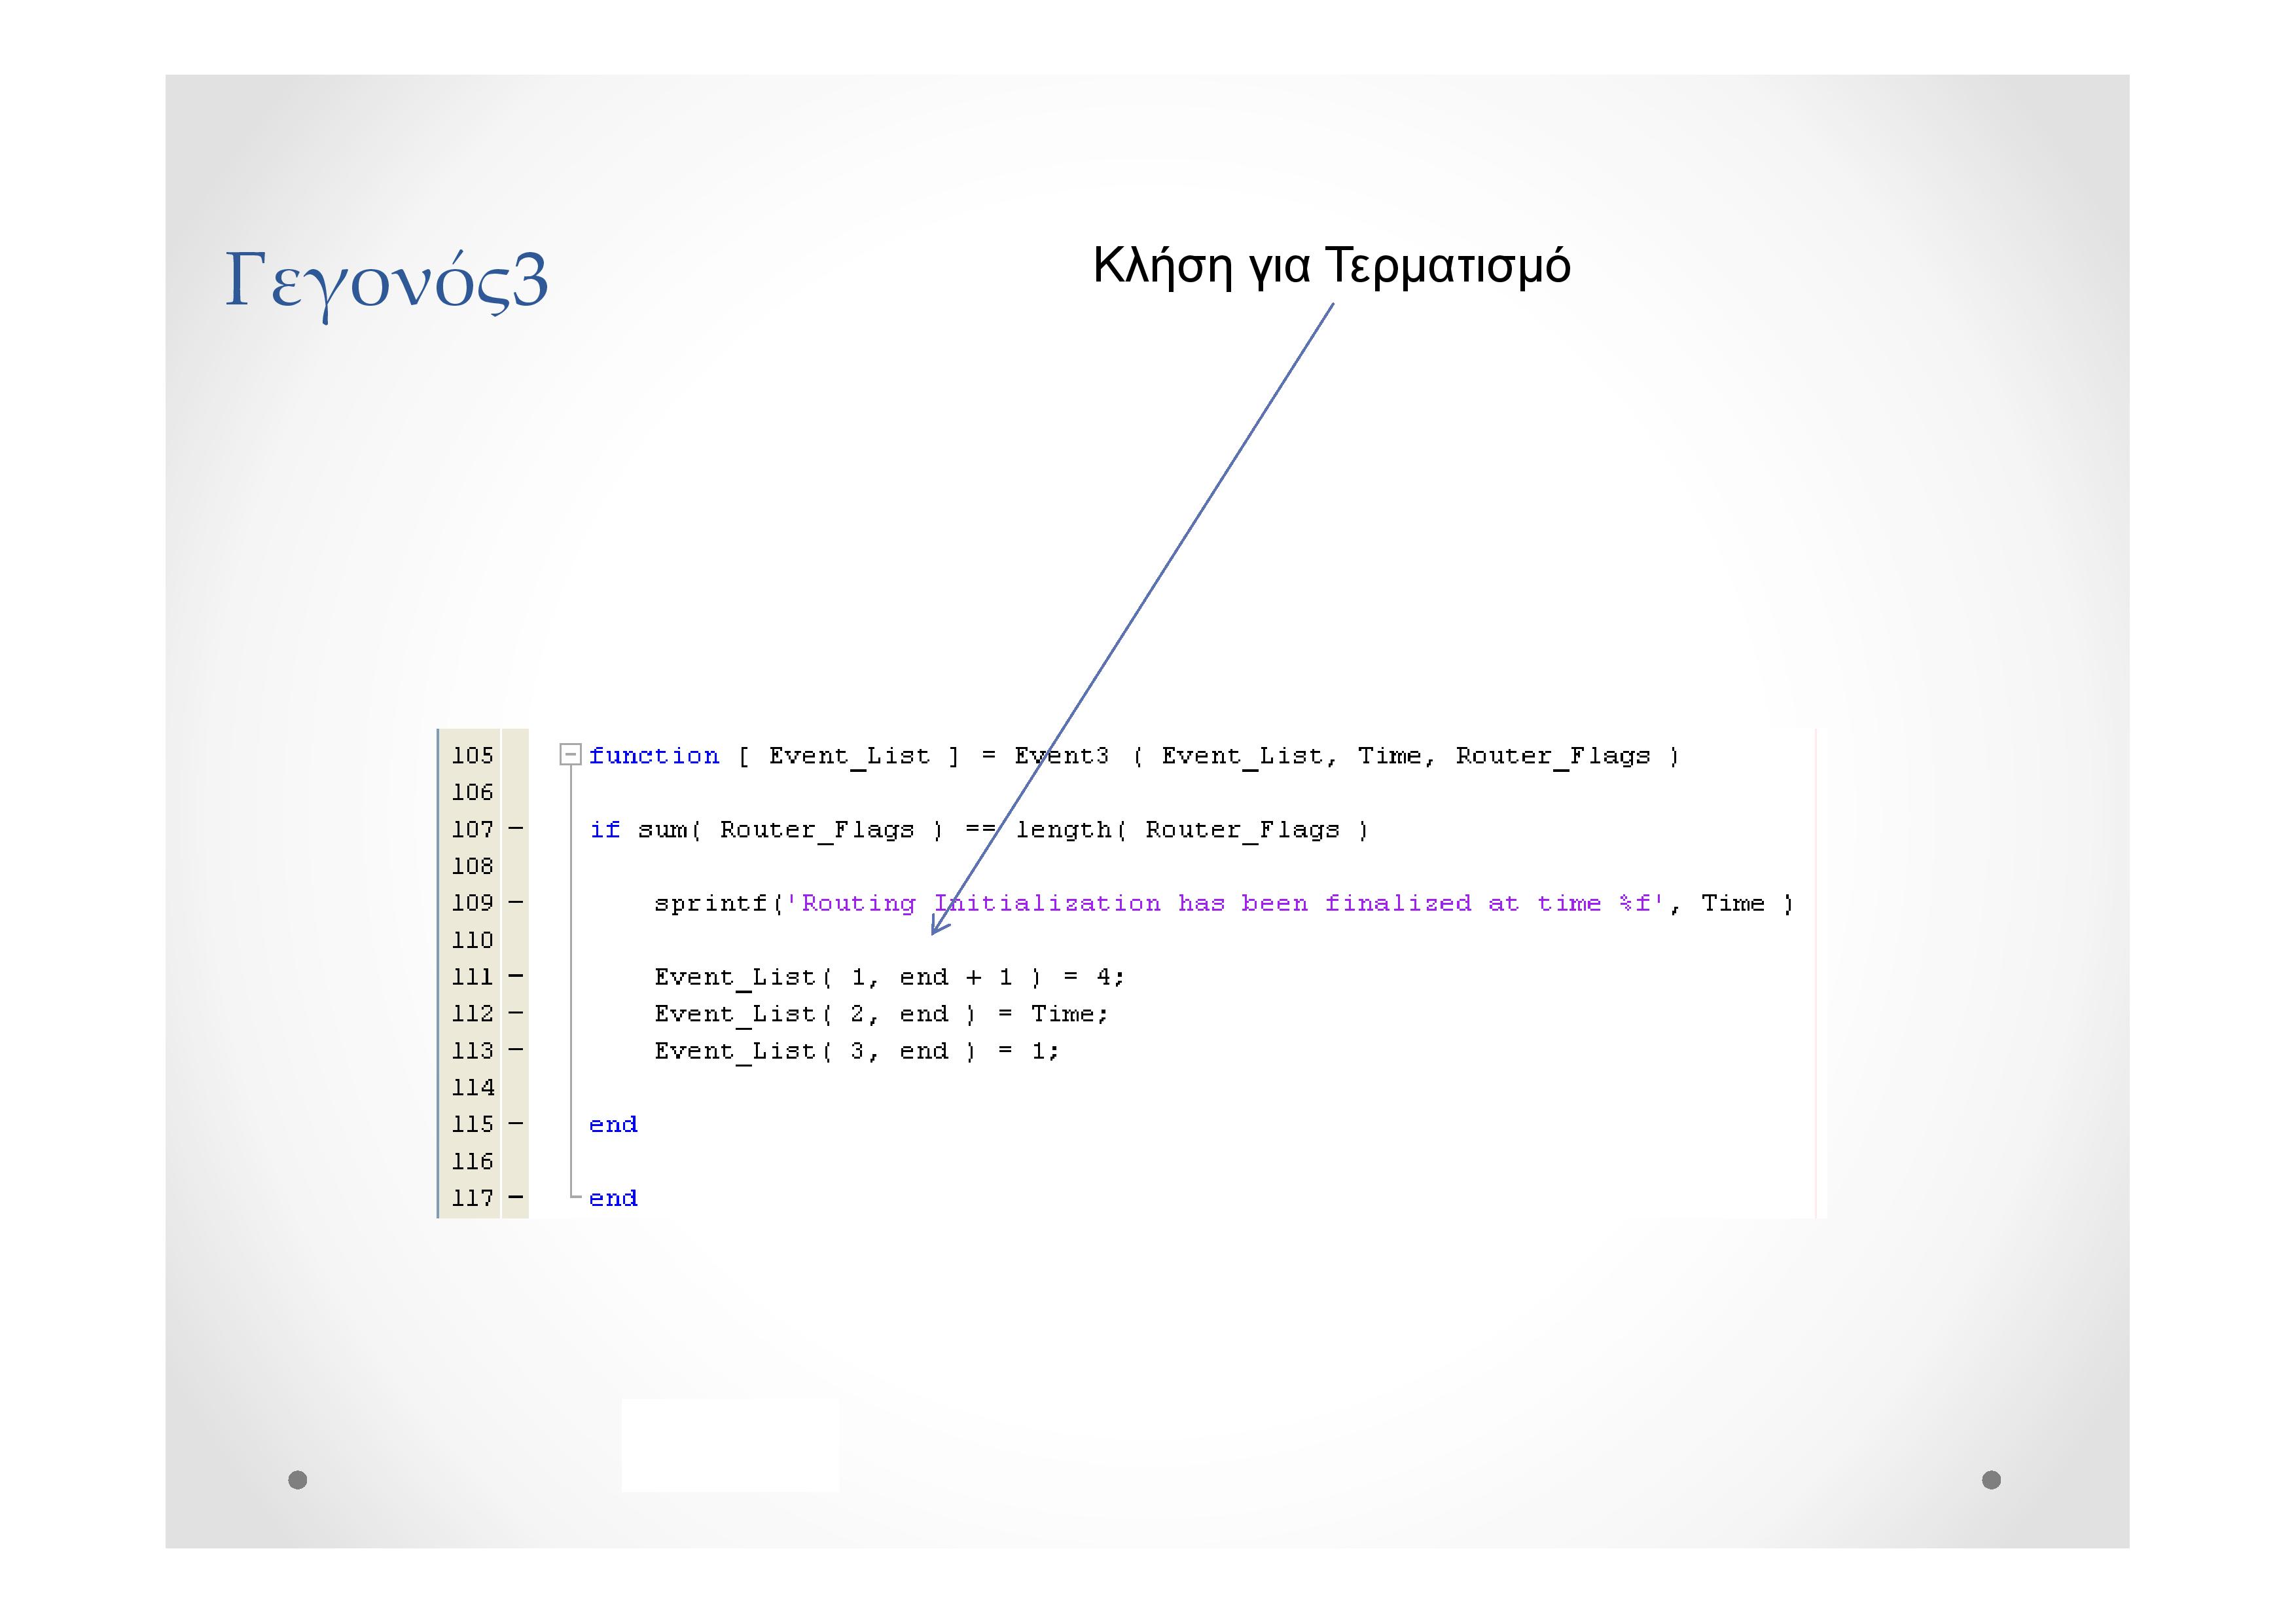 Γεγονός3
Κλήση για Τερματισμό
105 function [ Event_List ] = Event3 ( Event_List, Time, Router_Flags )
106
107 - if sum( Router_Flags ) == length( Router_Flags )
108
109 - sprintf('Routing Initialization has been finalized at time %f', Time )
110
111 - Event_List( 1, end + 1 ) = 4;
112 - Event_List( 2, end ) = Time;
113 - Event_List( 3, end ) = 1;
114
115 - end
116
117 - end